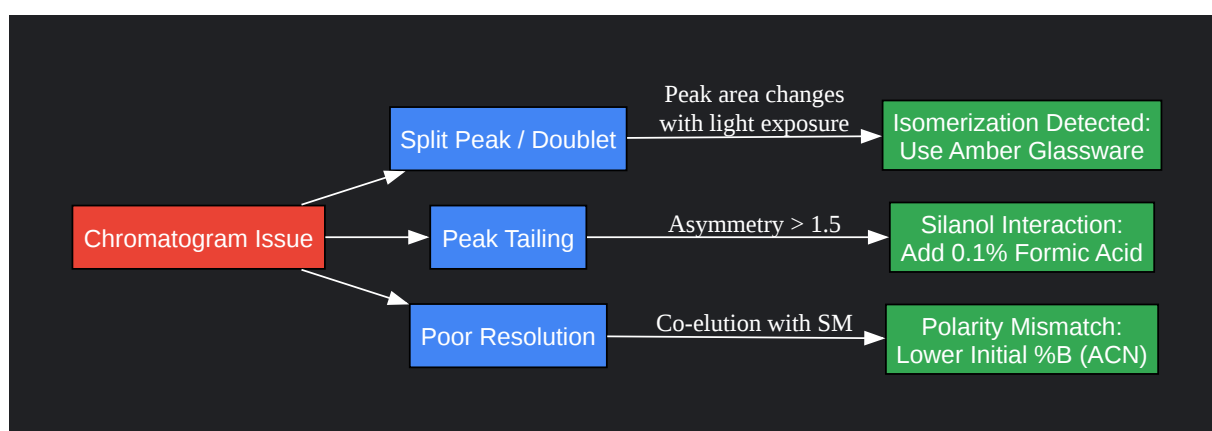 Chromatogram Issue
Split Peak / Doublet
Peak area changes
with light exposure
Isomerization Detected:
Use Amber Glassware
Peak Tailing
Asymmetry > 1.5
Silanol Interaction:
Add 0.1% Formic Acid
Poor Resolution
Co-elution with SM
Polarity Mismatch:
Lower Initial %B (ACN)